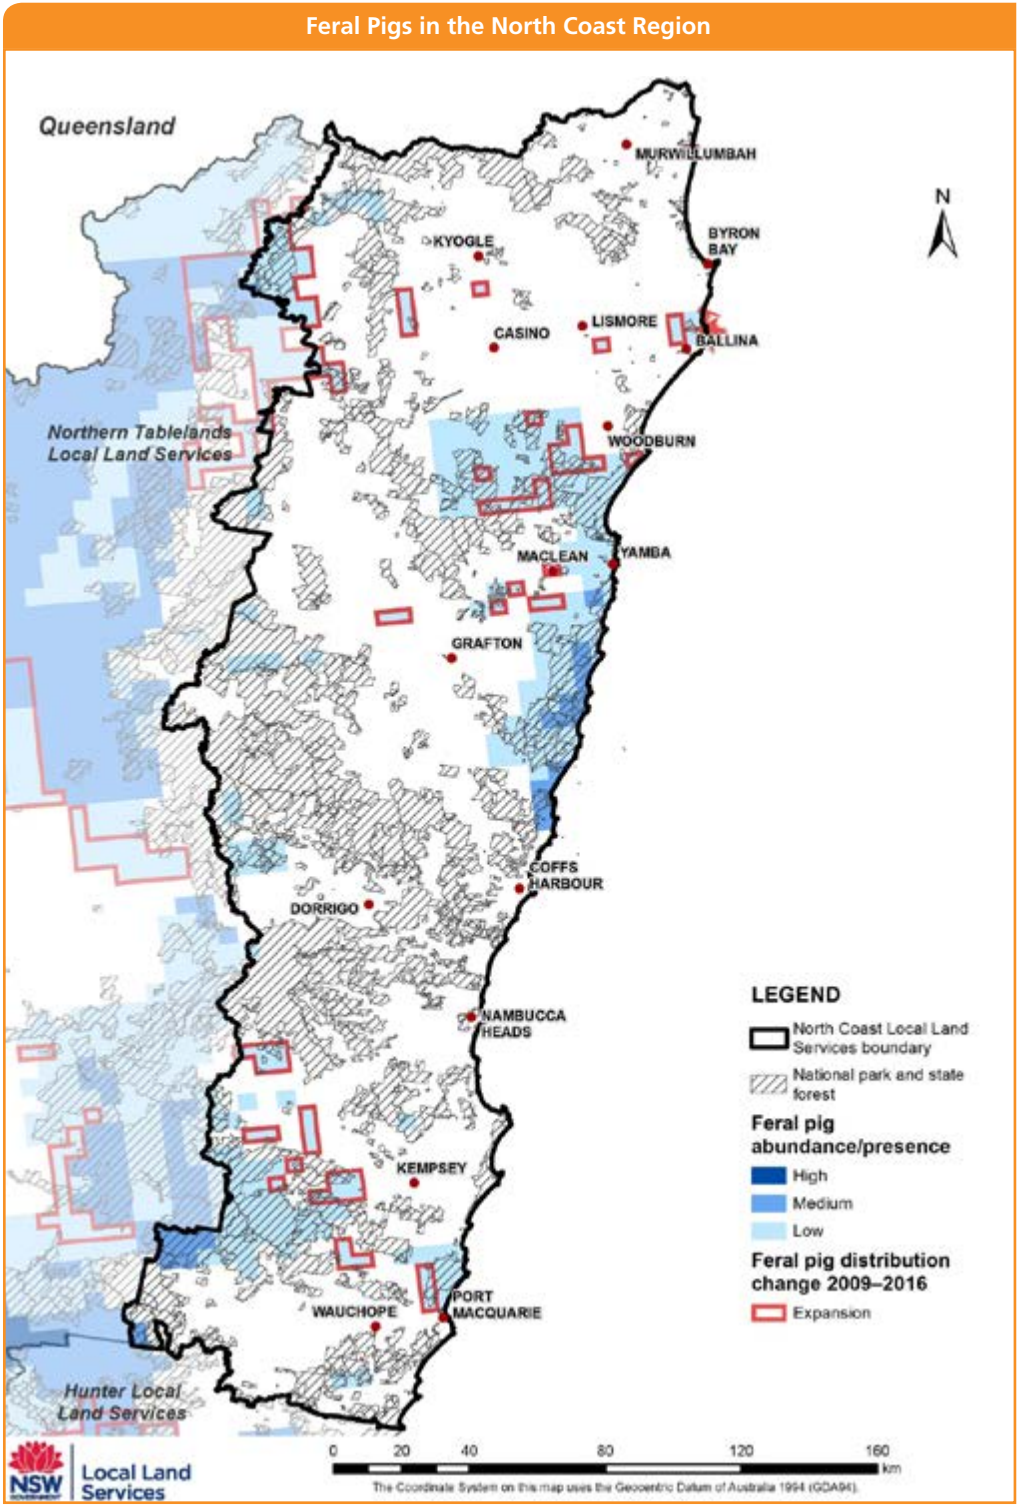 Feral Pigs in the North Coast Region
Queensland
MURWILLUMBAH
N
BYRON
BAY
KYOGLE
LISMORE
CASINO
BALLINA
Northern Tablelands
Local Land Services
WOODBURN
MACLEAN
YAMBA
GRAFTON
COFFS
HARBOUR
DORRIGO
NAMBUCCA
HEADS
KEMPSEY
PORT
MACQUARIE
WAUCHOPE
Hunter Local
Land Services
LEGEND
North Coast Local Land
Services boundary
National park and state
forest
Feral pig
abundance/presence
High
Medium
Low
Feral pig distribution
change 2009–2016
Expansion
0 20 40 80 120 160
km
The Coordinate System on this map uses the Geocentric Datum of Australia 1994 (GDA94).
NSW
GOVERNMENT
Local Land
Services